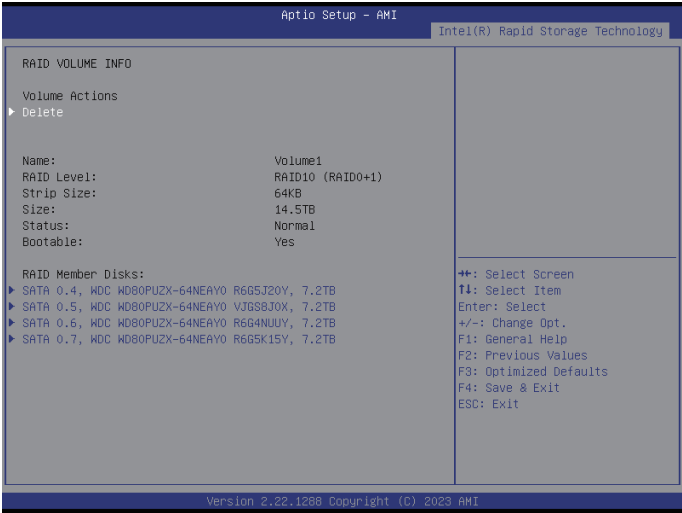 Aptio Setup - AMI
Intel(R) Rapid Storage Technology
RAID VOLUME INFO
Volume Actions
Delete
Name: Volume1
RAID Level: RAID10 (RAID0+1)
Strip Size: 64KB
Size: 14.5TB
Status: Normal
Bootable: Yes
RAID Member Disks:
SATA 0.4, WDC WD80PUZX-64NEAY0 R6G5J20Y, 7.2TB
SATA 0.5, WDC WD80PUZX-64NEAY0 VJGS8J0X, 7.2TB
SATA 0.6, WDC WD80PUZX-64NEAY0 R6G4NUUY, 7.2TB
SATA 0.7, WDC WD80PUZX-64NEAY0 R6G5K15Y, 7.2TB
→←: Select Screen
↑↓: Select Item
Enter: Select
+/-: Change Opt.
F1: General Help
F2: Previous Values
F3: Optimized Defaults
F4: Save & Exit
ESC: Exit
Version 2.22.1288 Copyright (C) 2023 AMI